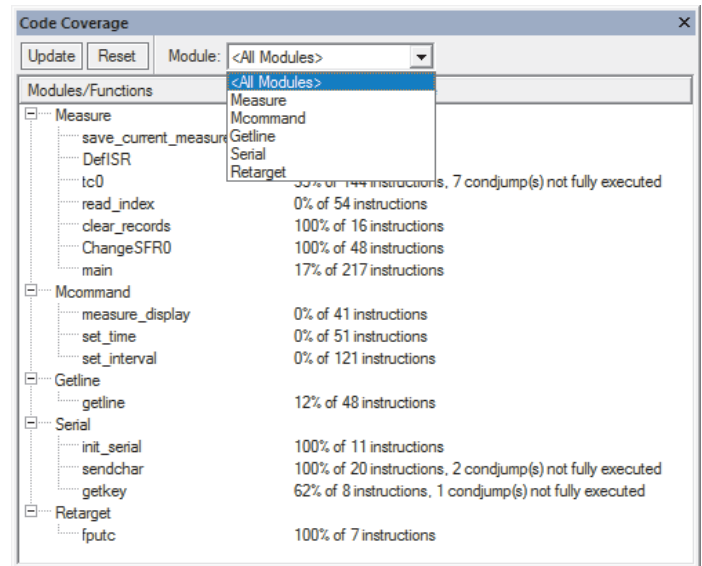 Code Coverage
Update Reset Module: <All Modules>
Modules/Functions
<All Modules>
Measure
Mcommand
Getline
Serial
Retarget
Measure
save_current_measure
DefISR
tc0 instructions, 7 condjump(s) not fully executed
read_index 0% of 54 instructions
clear_records 100% of 16 instructions
ChangeSFR0 100% of 48 instructions
main 17% of 217 instructions
Mcommand
measure_display 0% of 41 instructions
set_time 0% of 51 instructions
set_interval 0% of 121 instructions
Getline
getline 12% of 48 instructions
Serial
init_serial 100% of 11 instructions
sendchar 100% of 20 instructions, 2 condjump(s) not fully executed
getkey 62% of 8 instructions, 1 condjump(s) not fully executed
Retarget
fputc 100% of 7 instructions